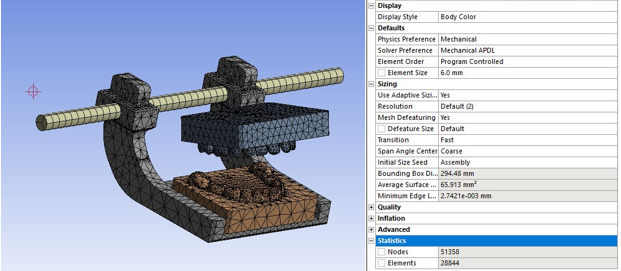 Display
Display Style Body Color
Defaults
Physics Preference Mechanical
Solver Preference Mechanical APDL
Element Order Program Controlled
Element Size 6.0 mm
Sizing
Use Adaptive Sizi... Yes
Resolution Default (2)
Mesh Defeaturing Yes
Defeature Size Default
Transition Fast
Span Angle Center Coarse
Initial Size Seed Assembly
Bounding Box Di... 294.48 mm
Average Surface ... 65.913 mm²
Minimum Edge L... 2.7421e-003 mm
Quality
Inflation
Advanced
Statistics
Nodes 51358
Elements 28844